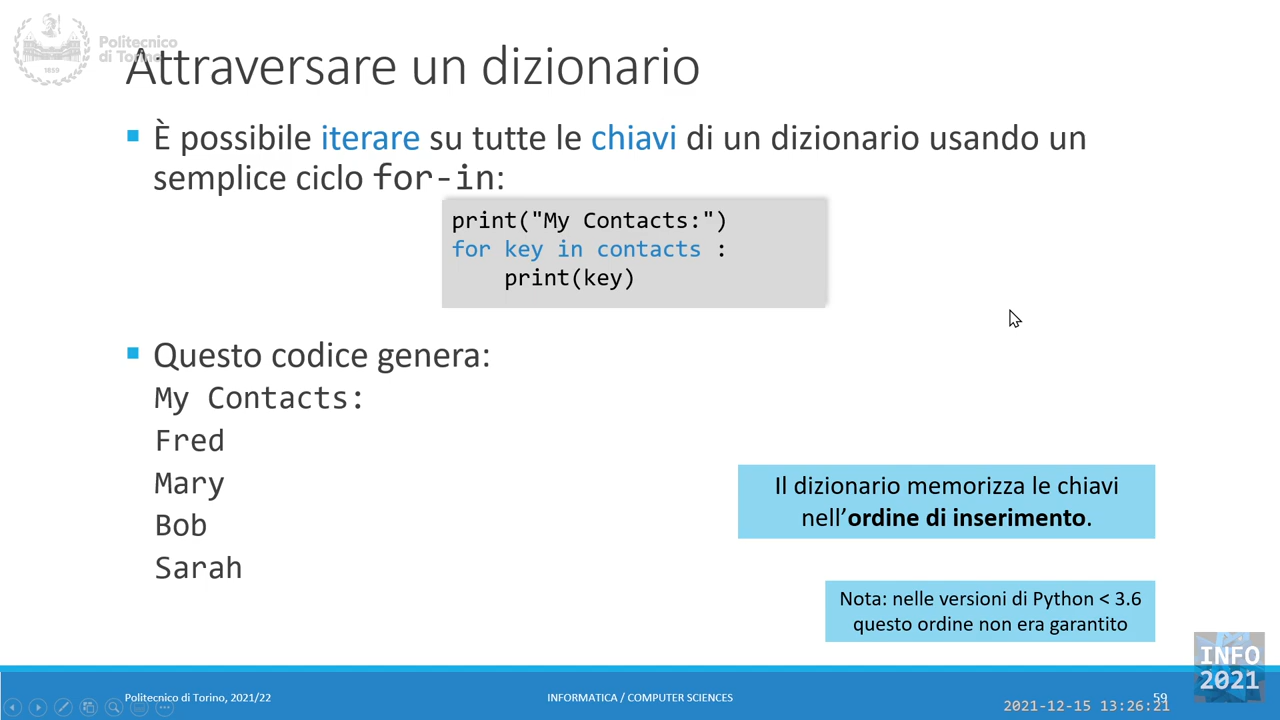 Politecnico
di Torino
1859
Attraversare un dizionario
È possibile iterare su tutte le chiavi di un dizionario usando un
semplice ciclo for-in:
print("My Contacts:")
for key in contacts :
    print(key)
Questo codice genera:
My Contacts:
Fred
Mary
Bob
Sarah
Il dizionario memorizza le chiavi
nell’ordine di inserimento.
Nota: nelle versioni di Python < 3.6
questo ordine non era garantito
INFO
2021
Politecnico di Torino, 2021/22
INFORMATICA / COMPUTER SCIENCES
59
2021-12-15 13:26:21